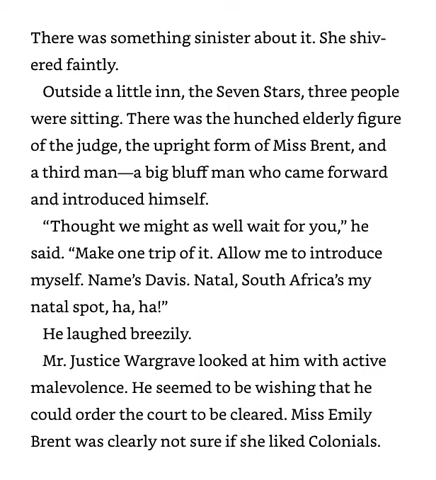 There was something sinister about it. She shiv-
ered faintly.
Outside a little inn, the Seven Stars, three people
were sitting. There was the hunched elderly figure
of the judge, the upright form of Miss Brent, and
a third man—a big bluff man who came forward
and introduced himself.
“Thought we might as well wait for you,” he
said. “Make one trip of it. Allow me to introduce
myself. Name’s Davis. Natal, South Africa’s my
natal spot, ha, ha!”
He laughed breezily.
Mr. Justice Wargrave looked at him with active
malevolence. He seemed to be wishing that he
could order the court to be cleared. Miss Emily
Brent was clearly not sure if she liked Colonials.